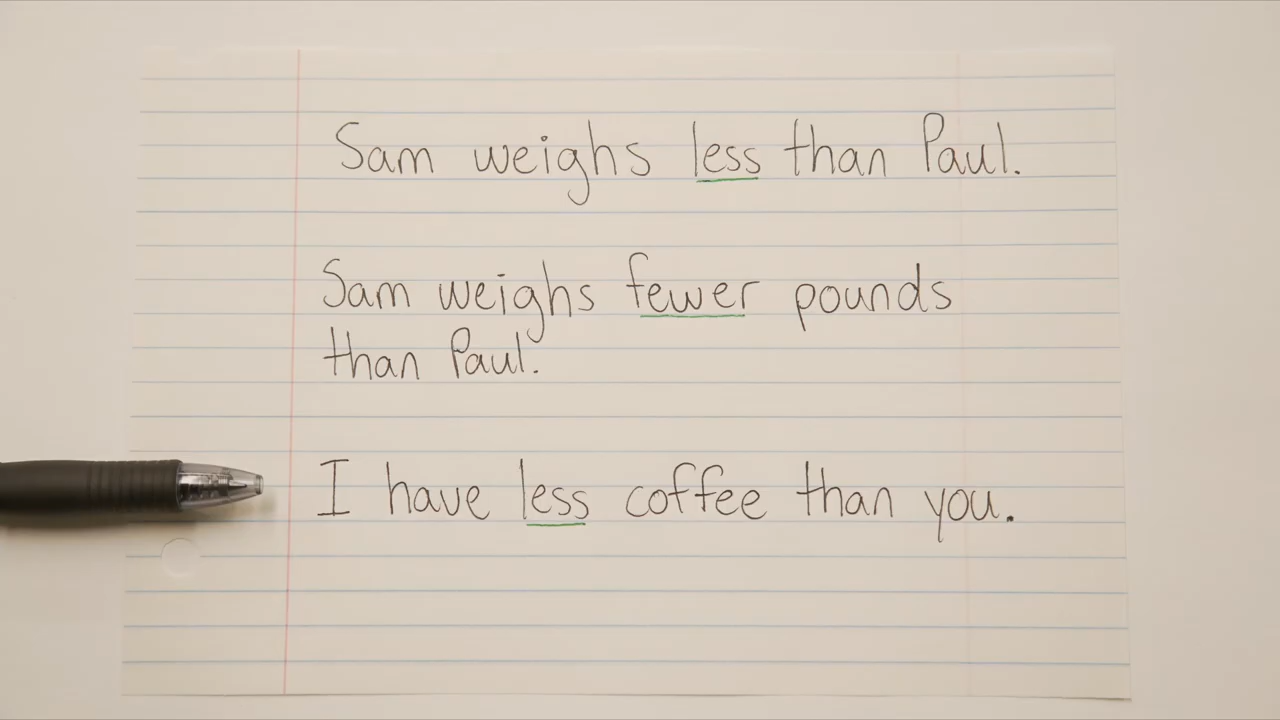 Sam weighs less than Paul.
Sam weighs fewer pounds
than Paul.
I have less coffee than you.